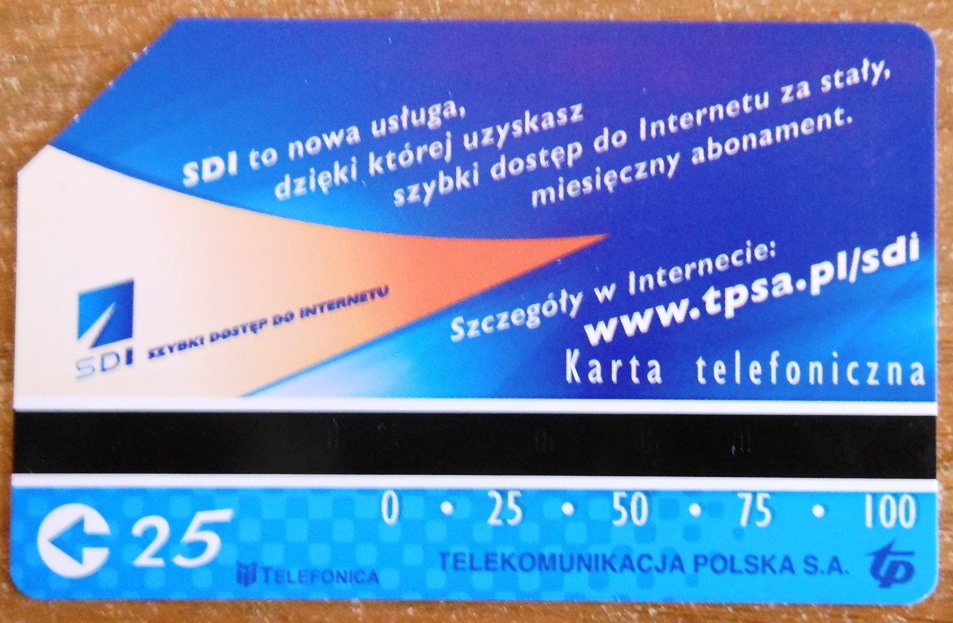 SDI to nowa usługa,
dzięki której uzyskasz
szybki dostęp do Internetu za stały,
miesięczny abonament.
Szczegóły w Internecie:
www.tpsa.pl/sdi
SDI SZYBKI DOSTĘP DO INTERNETU
Karta telefoniczna
0 • 25 • 50 • 75 • 100
25
TELEFONICA
TELEKOMUNIKACJA POLSKA S.A. tp